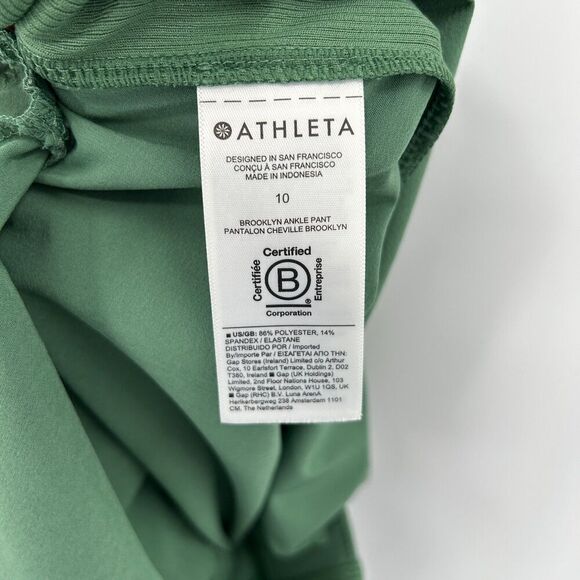 ATHLETA
DESIGNED IN SAN FRANCISCO
CONÇU À SAN FRANCISCO
MADE IN INDONESIA
10
BROOKLYN ANKLE PANT
PANTALON CHEVILLE BROOKLYN
Certified
Certifiée
B
Entreprise
®
Corporation
■ US/GB: 86% POLYESTER, 14%
SPANDEX / ELASTANE
DISTRIBUIDO POR / Imported
By/Importe Par / ΕΙΣΑΓΕΤΑΙ ΑΠΟ ΤΗΝ:
Gap Stores (Ireland) Limited c/o Arthur
Cox, 10 Earlsfort Terrace, Dublin 2, D02
T380, Ireland ■ Gap (UK Holdings)
Limited, 2nd Floor Nations House, 103
Wigmore Street, London, W1U 1QS, UK
■ Gap (RHC) B.V. Luna ArenA
Herikerbergweg 238 Amsterdam 1101
CM, The Netherlands